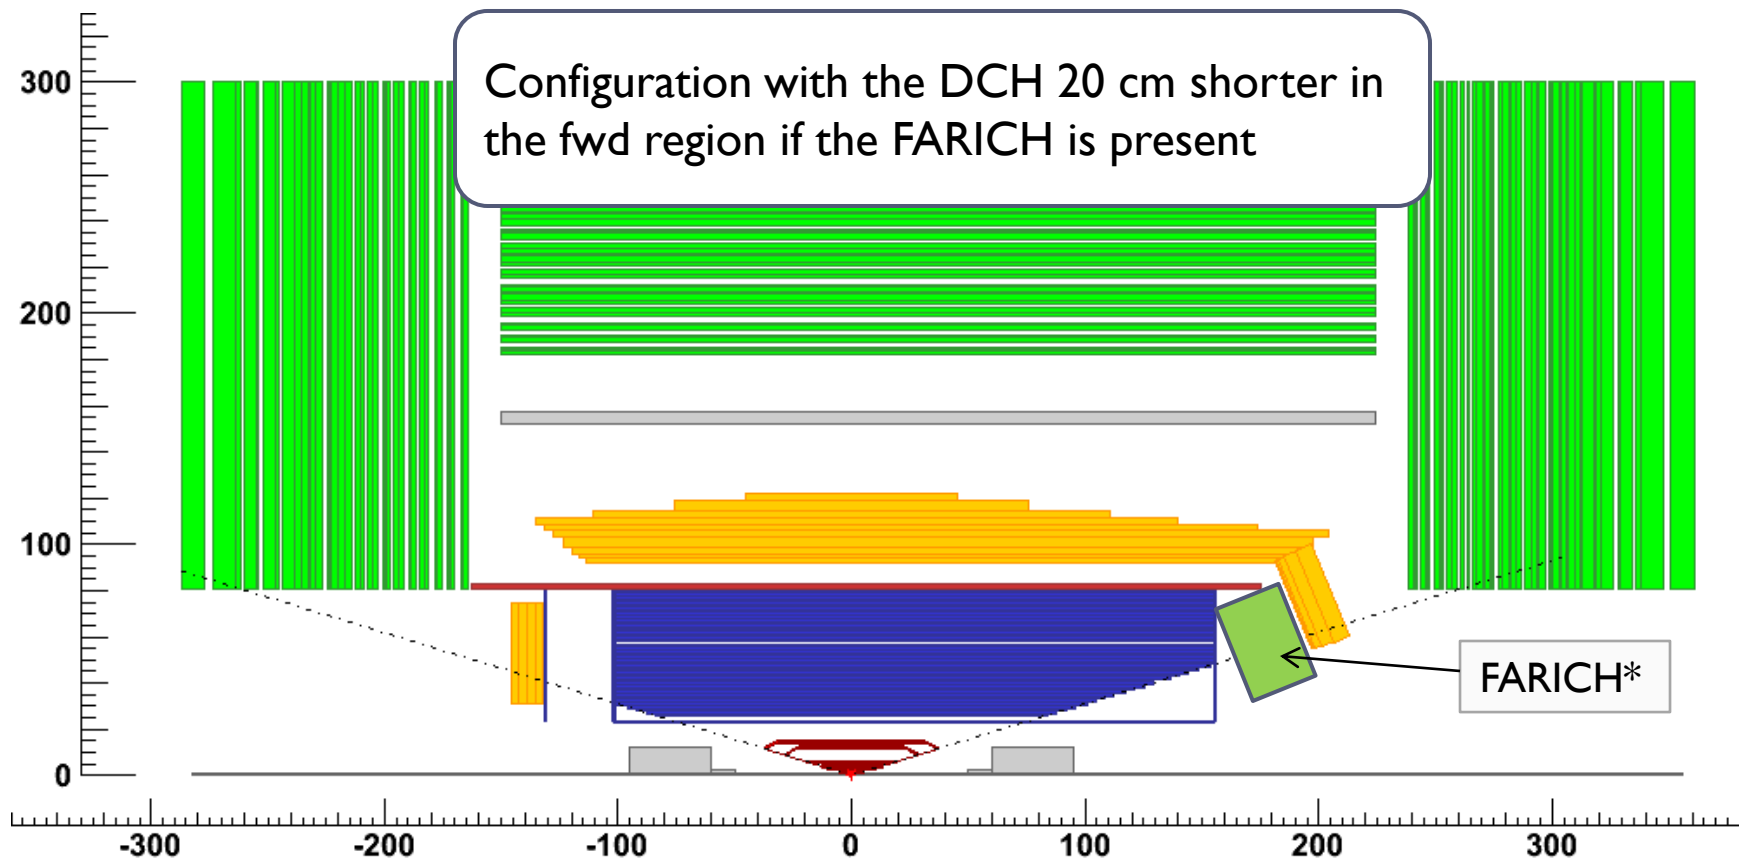 300
Configuration with the DCH 20 cm shorter in
the fwd region if the FARICH is present
200
100
FARICH*
0
-300 -200 -100 0 100 200 300